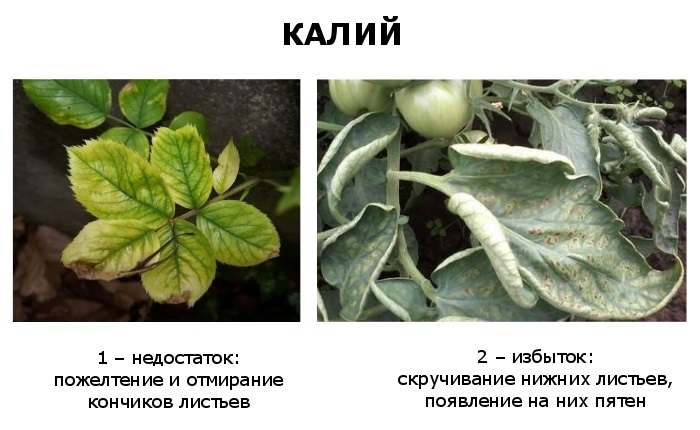 КАЛИЙ
1 – недостаток:
пожелтение и отмирание
кончиков листьев
2 – избыток:
скручивание нижних листьев,
появление на них пятен